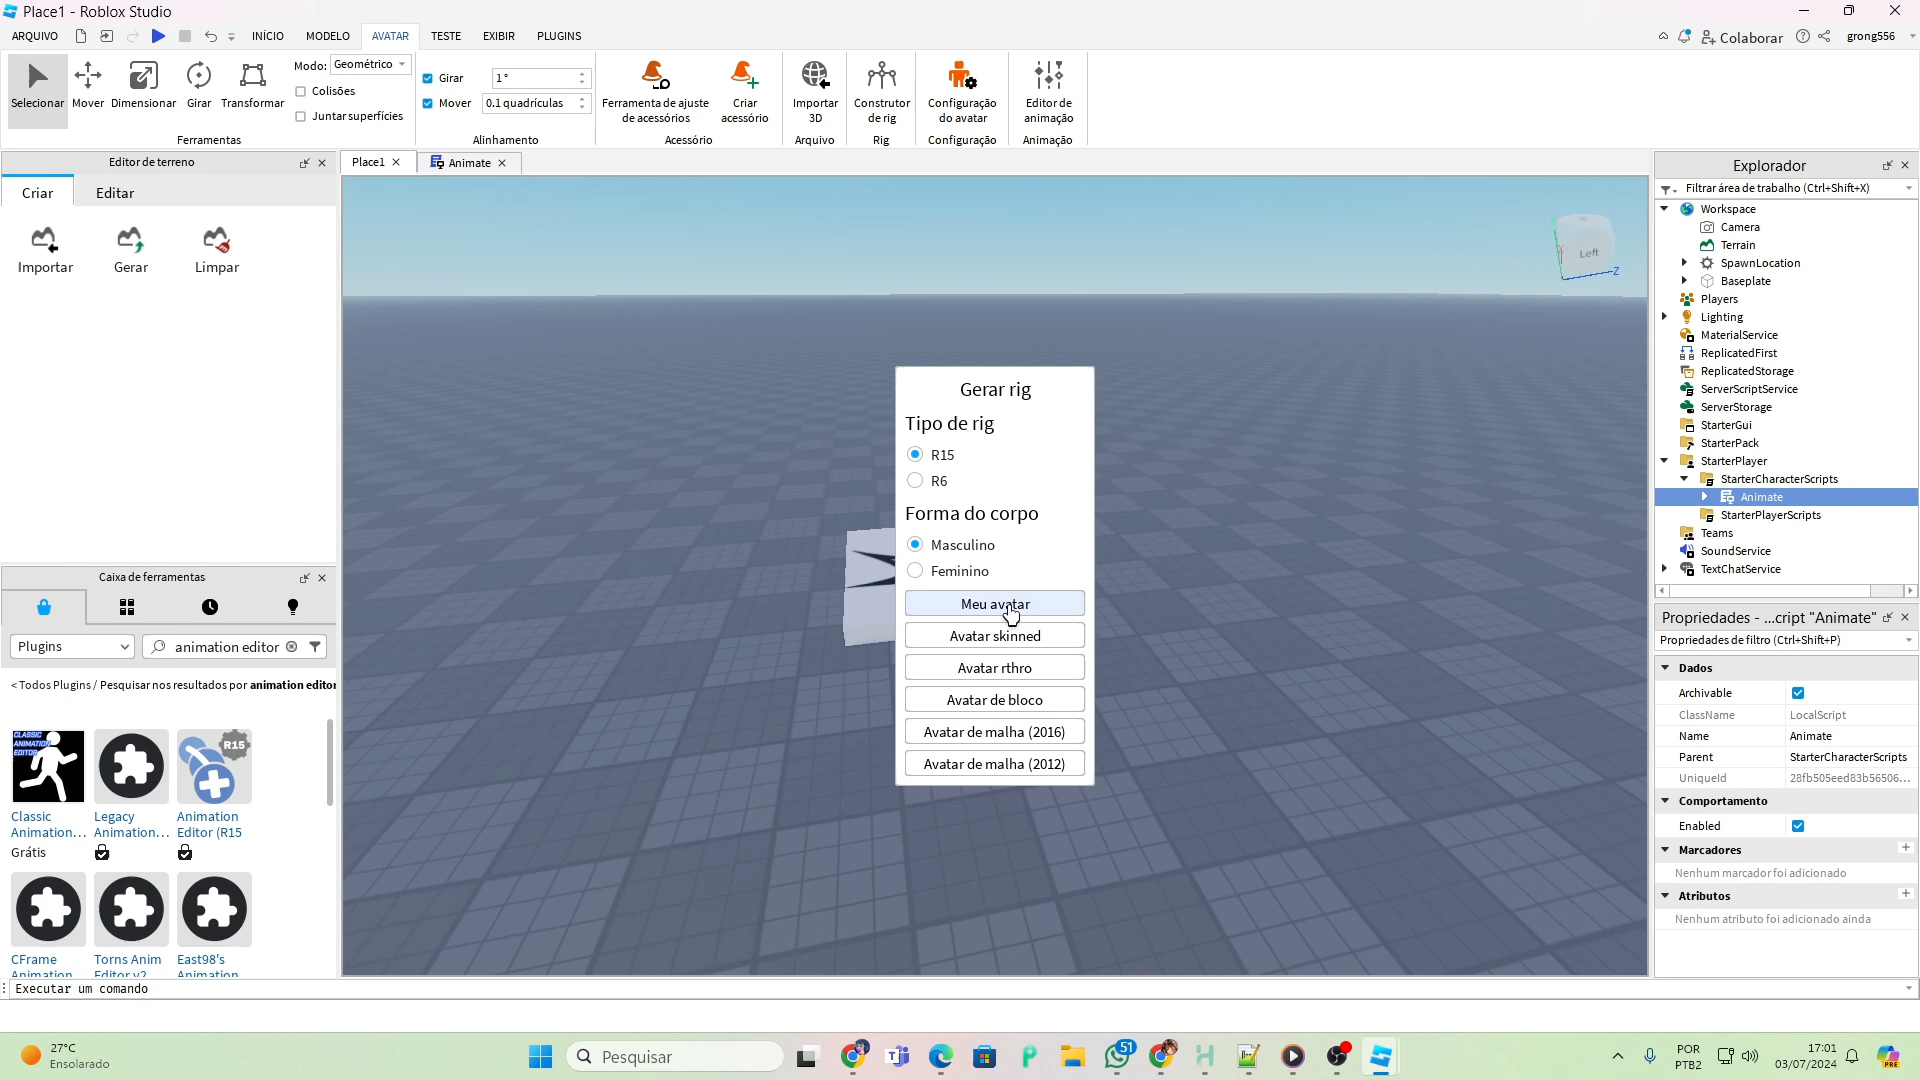 Place1 - Roblox Studio
ARQUIVO
INÍCIO
MODELO
AVATAR
TESTE
EXIBIR
PLUGINS
Colaborar
grong556
Selecionar
Mover
Dimensionar
Girar
Transformar
Modo: Geométrico
Colisões
Juntar superfícies
Ferramentas
Girar 1°
Mover 0.1 quadrículas
Alinhamento
Ferramenta de ajuste
de acessórios
Criar
acessório
Acessório
Importar
3D
Arquivo
Construtor
de rig
Rig
Configuração
do avatar
Configuração
Editor de
animação
Animação
Editor de terreno
Criar
Editar
Importar
Gerar
Limpar
Place1
Animate
Left
Z
Gerar rig
Tipo de rig
R15
R6
Forma do corpo
Masculino
Feminino
Meu avatar
Avatar skinned
Avatar rthro
Avatar de bloco
Avatar de malha (2016)
Avatar de malha (2012)
Caixa de ferramentas
Plugins
animation editor
< Todos Plugins / Pesquisar nos resultados por animation editor
CLASSIC
ANIMATION
EDITOR
R15
Classic
Animation...
Grátis
Legacy
Animation...
Animation
Editor (R15
CFrame
Animation
Torns Anim
Editor v2
East98's
Animation
Executar um comando
Explorador
Filtrar área de trabalho (Ctrl+Shift+X)
Workspace
Camera
Terrain
SpawnLocation
Baseplate
Players
Lighting
MaterialService
ReplicatedFirst
ReplicatedStorage
ServerScriptService
ServerStorage
StarterGui
StarterPack
StarterPlayer
StarterCharacterScripts
Animate
StarterPlayerScripts
Teams
SoundService
TextChatService
Propriedades - ...cript "Animate"
Propriedades de filtro (Ctrl+Shift+P)
Dados
Archivable
ClassName LocalScript
Name Animate
Parent StarterCharacterScripts
UniqueId 28fb505eed83b56506...
Comportamento
Enabled
Marcadores
Nenhum marcador foi adicionado
Atributos
Nenhum atributo foi adicionado ainda
27°C
Ensolarado
Pesquisar
51
POR
PTB2
17:01
03/07/2024
PRE